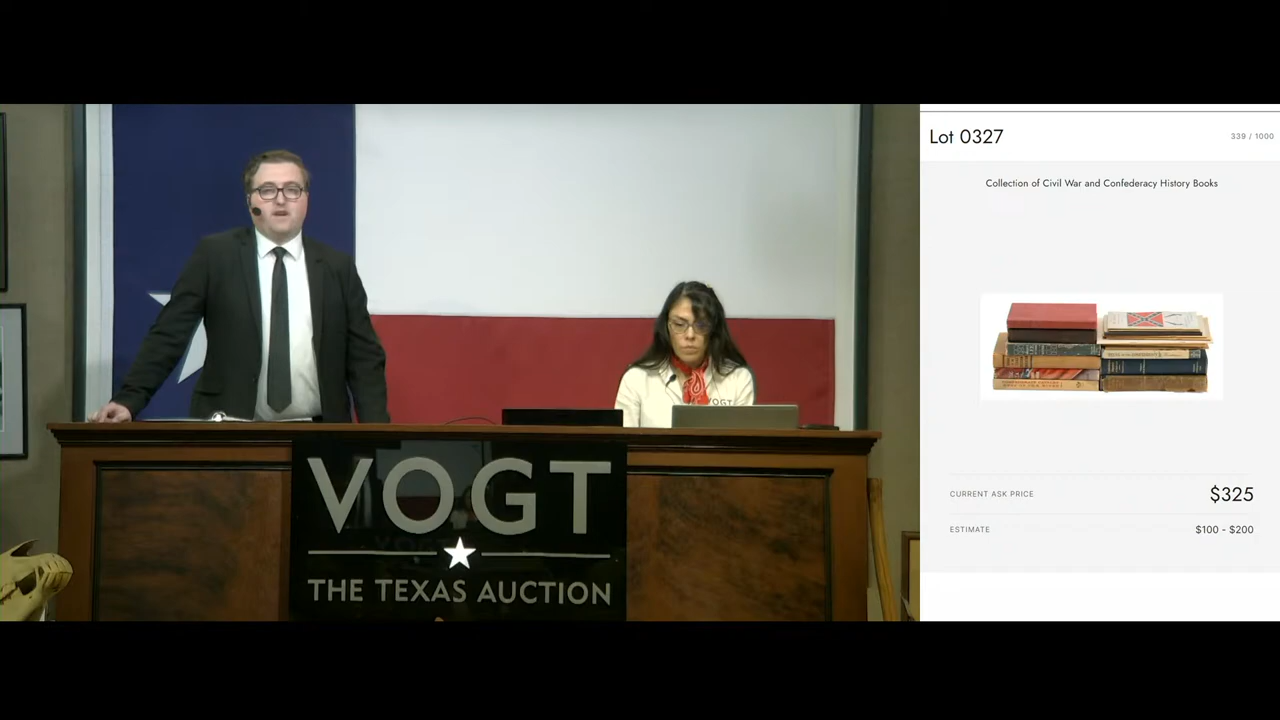 VOGT
VOGT
THE TEXAS AUCTION
Lot 0327
339 / 1000
Collection of Civil War and Confederacy History Books
CURRENT ASK PRICE
$325
ESTIMATE
$100 - $200